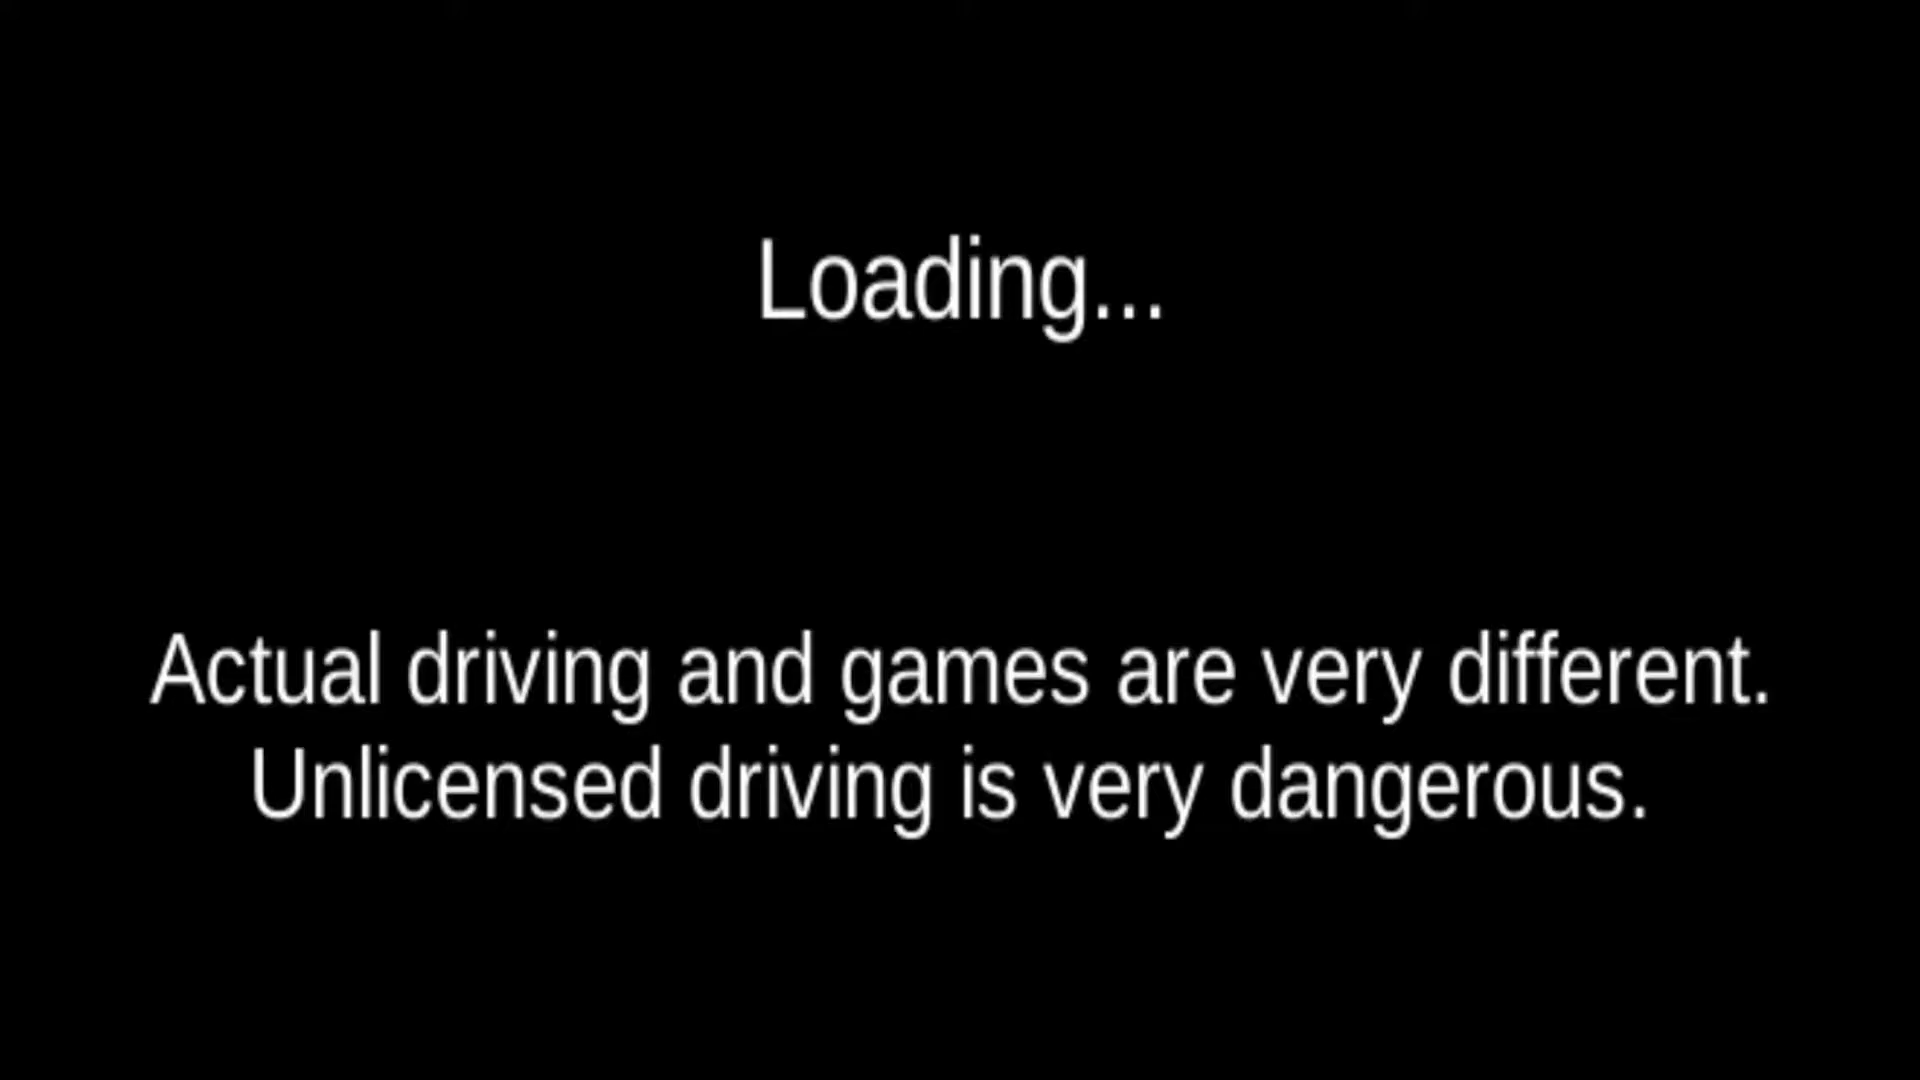 Loading...
Actual driving and games are very different.
Unlicensed driving is very dangerous.